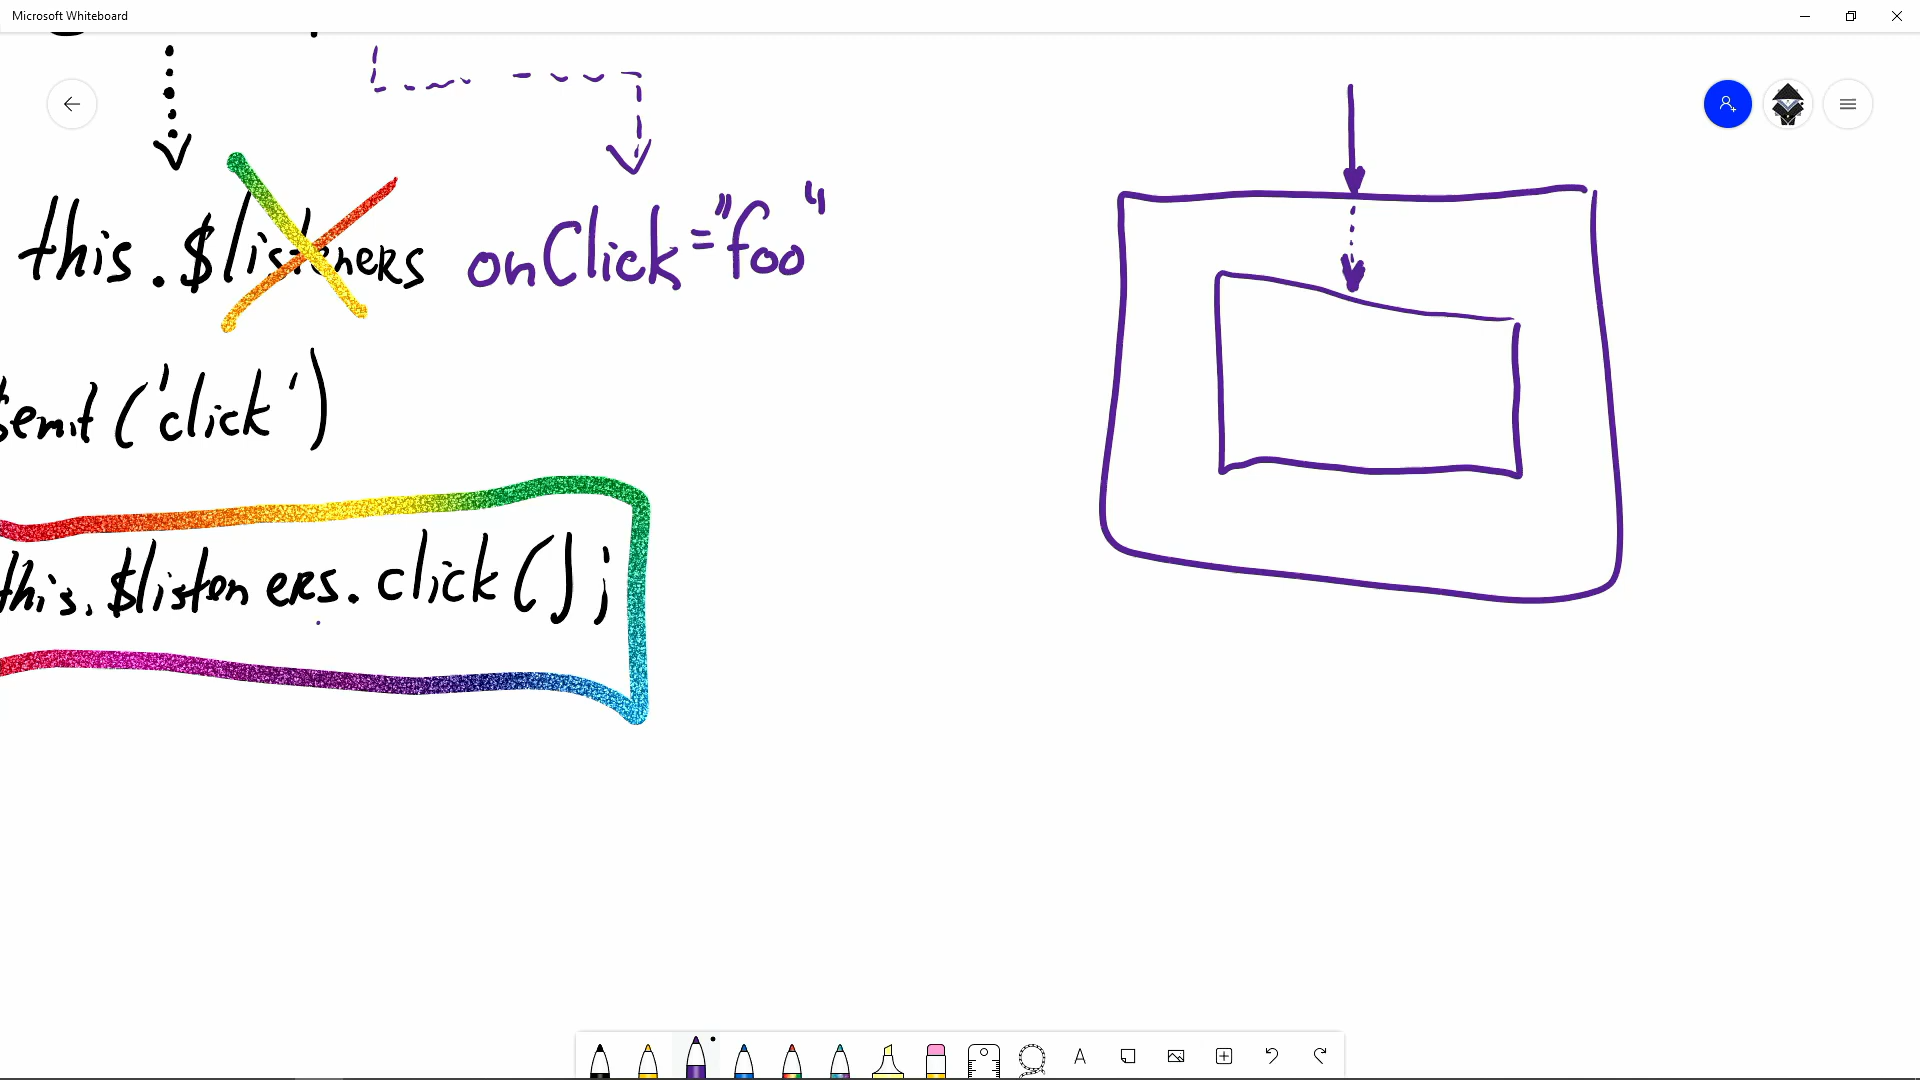 Microsoft Whiteboard
this.$listeners onClick="foo"
$emit('click')
this.$listeners.click();
A